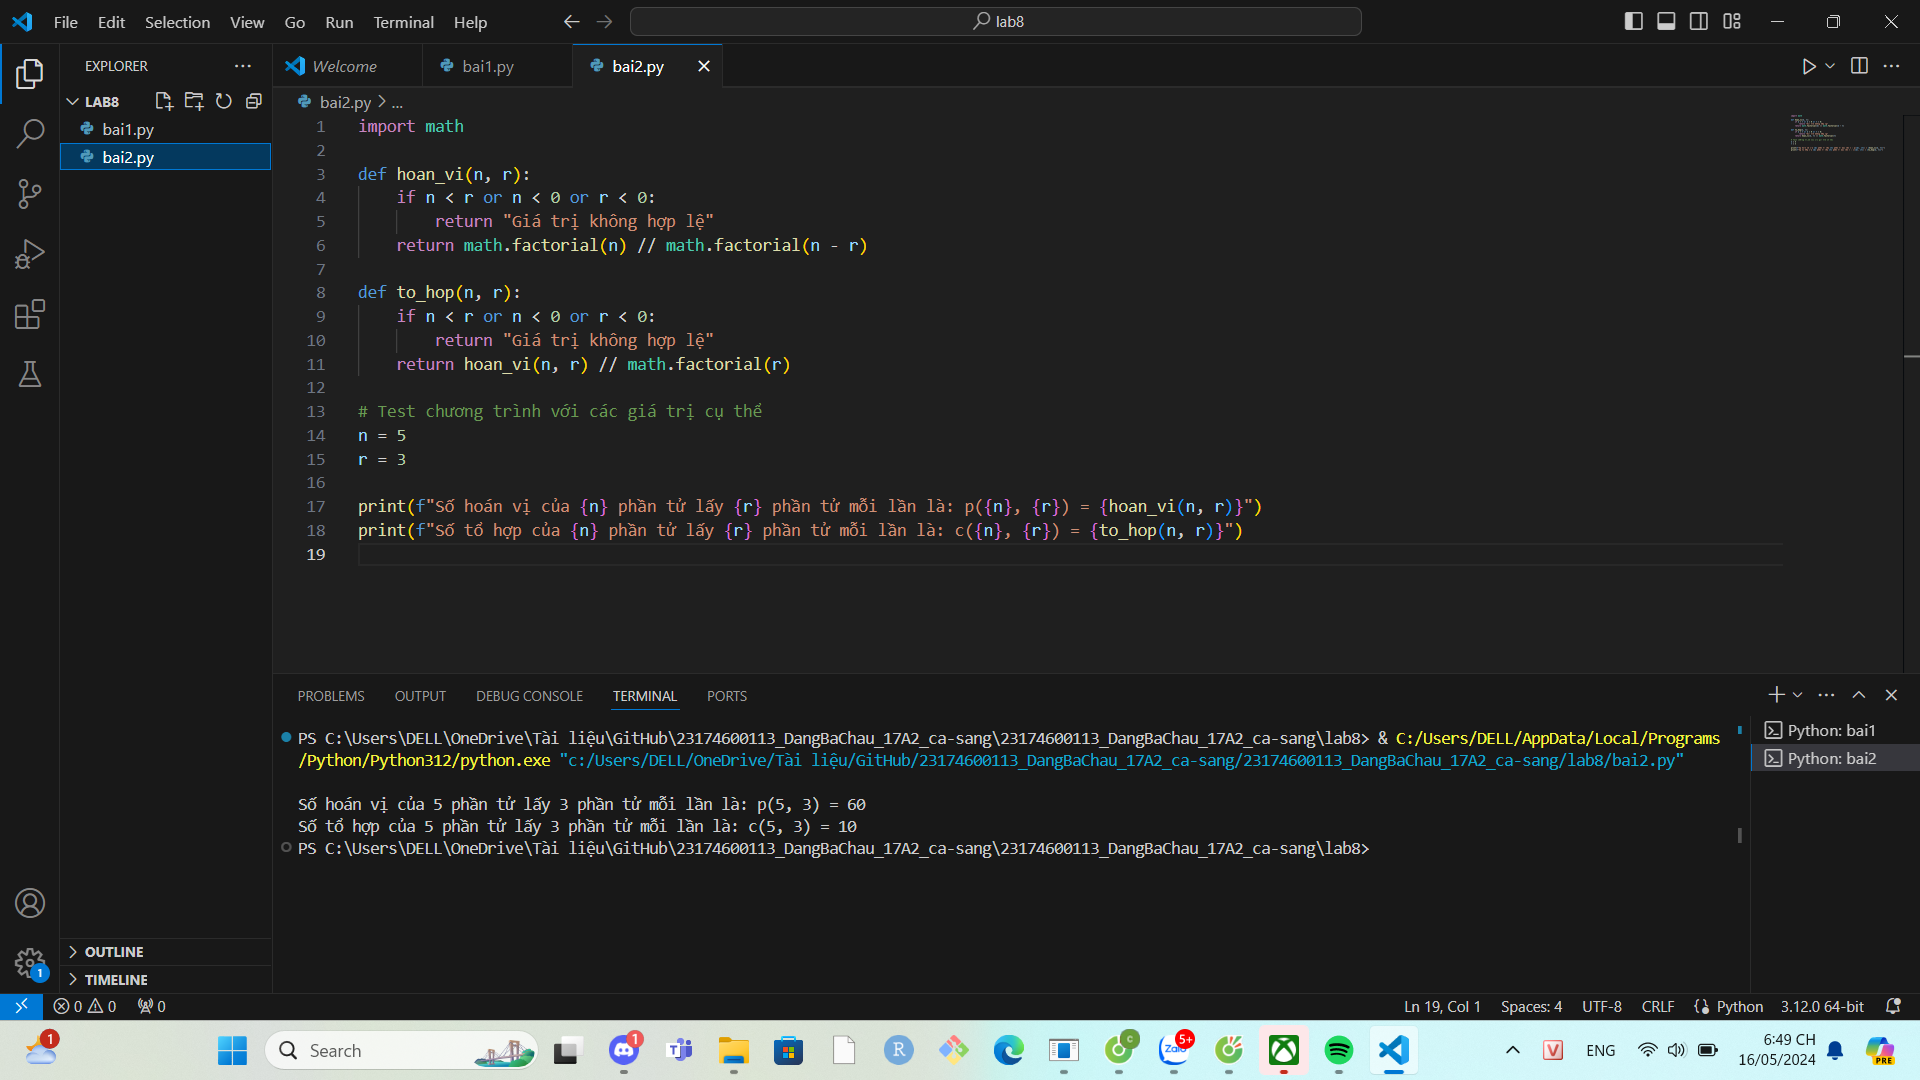 File Edit Selection View Go Run Terminal Help
lab8
EXPLORER
Welcome
bai1.py
bai2.py
LAB8
bai1.py
bai2.py
bai2.py > ...
1 import math
2
3 def hoan_vi(n, r):
4 if n < r or n < 0 or r < 0:
5 return "Giá trị không hợp lệ"
6 return math.factorial(n) // math.factorial(n - r)
7
8 def to_hop(n, r):
9 if n < r or n < 0 or r < 0:
10 return "Giá trị không hợp lệ"
11 return hoan_vi(n, r) // math.factorial(r)
12
13 # Test chương trình với các giá trị cụ thể
14 n = 5
15 r = 3
16
17 print(f"Số hoán vị của {n} phần tử lấy {r} phần tử mỗi lần là: p({n}, {r}) = {hoan_vi(n, r)}")
18 print(f"Số tổ hợp của {n} phần tử lấy {r} phần tử mỗi lần là: c({n}, {r}) = {to_hop(n, r)}")
19
PROBLEMS OUTPUT DEBUG CONSOLE TERMINAL PORTS
PS C:\Users\DELL\OneDrive\Tài liệu\GitHub\23174600113_DangBaChau_17A2_ca-sang\23174600113_DangBaChau_17A2_ca-sang\lab8> & C:/Users/DELL/AppData/Local/Programs
/Python/Python312/python.exe "c:/Users/DELL/OneDrive/Tài liệu/GitHub/23174600113_DangBaChau_17A2_ca-sang/23174600113_DangBaChau_17A2_ca-sang/lab8/bai2.py"
Số hoán vị của 5 phần tử lấy 3 phần tử mỗi lần là: p(5, 3) = 60
Số tổ hợp của 5 phần tử lấy 3 phần tử mỗi lần là: c(5, 3) = 10
PS C:\Users\DELL\OneDrive\Tài liệu\GitHub\23174600113_DangBaChau_17A2_ca-sang\23174600113_DangBaChau_17A2_ca-sang\lab8>
Python: bai1
Python: bai2
OUTLINE
TIMELINE
1
0 0 0
Ln 19, Col 1 Spaces: 4 UTF-8 CRLF Python 3.12.0 64-bit
1
Search
1
R
C
Zalo
5+
V
ENG
6:49 CH
16/05/2024
PRE